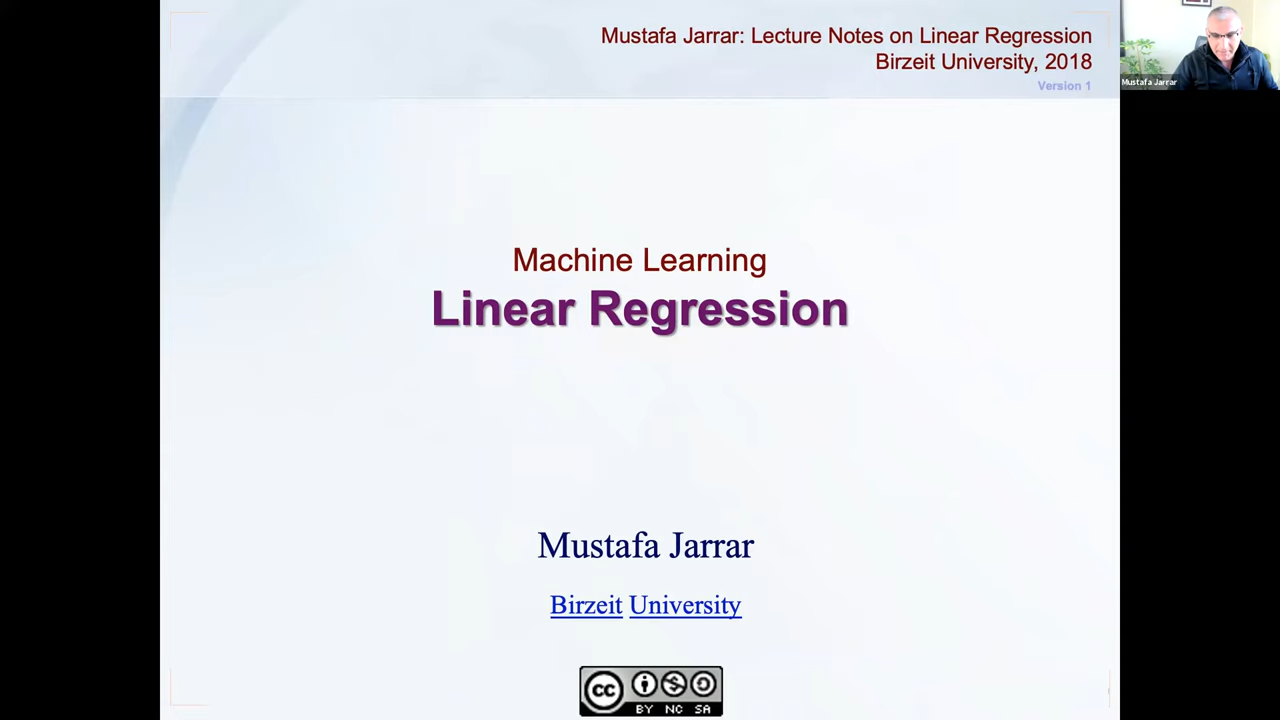 Mustafa Jarrar: Lecture Notes on Linear Regression
Birzeit University, 2018
Version 1
Mustafa Jarrar
Machine Learning
Linear Regression
Mustafa Jarrar
Birzeit University
cc
BY NC SA